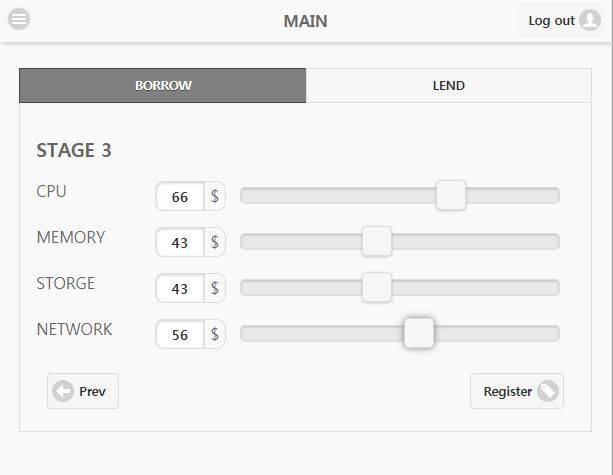 MAIN
Log out
BORROW LEND
STAGE 3
CPU 66 $
MEMORY 43 $
STORGE 43 $
NETWORK 56 $
Prev Register